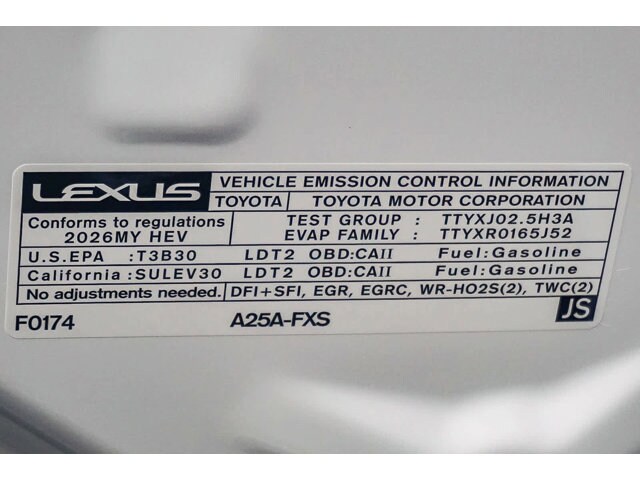 LEXUS
VEHICLE EMISSION CONTROL INFORMATION
TOYOTA TOYOTA MOTOR CORPORATION
Conforms to regulations
2026MY HEV
TEST GROUP : TTYXJ02.5H3A
EVAP FAMILY : TTYXR0165J52
U.S.EPA :T3B30 LDT2 OBD:CAII Fuel:Gasoline
California :SULEV30 LDT2 OBD:CAII Fuel:Gasoline
No adjustments needed. DFI+SFI, EGR, EGRC, WR-HO2S(2), TWC(2)
F0174 A25A-FXS JS